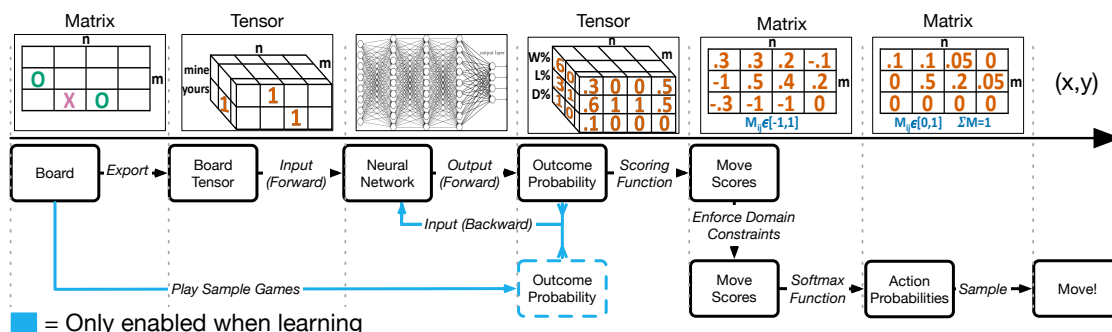 Matrix
Tensor
Tensor
Matrix
Matrix
n
m
O
X O
n
m
mine
yours
1
1
1
output layer
n
m
W%
L%
D%
.6 0
.3 1
.1 0
.3 0 0 .5
.6 1 1 .5
.1 0 0 0
n
m
.3 .3 .2 -.1
-1 .5 .4 .2
-.3 -1 -1 0
Mᵢⱼϵ[-1,1]
n
m
.1 .1 .05 0
0 .5 .2 .05
0 0 0 0
Mᵢⱼϵ[0,1] ΣM=1
(x,y)
Board
Export
Board
Tensor
Input
(Forward)
Neural
Network
Output
(Forward)
Outcome
Probability
Scoring
Function
Move
Scores
Input (Backward)
Enforce Domain
Constraints
Play Sample Games
Outcome
Probability
Move
Scores
Softmax
Function
Action
Probabilities
Sample
Move!
= Only enabled when learning